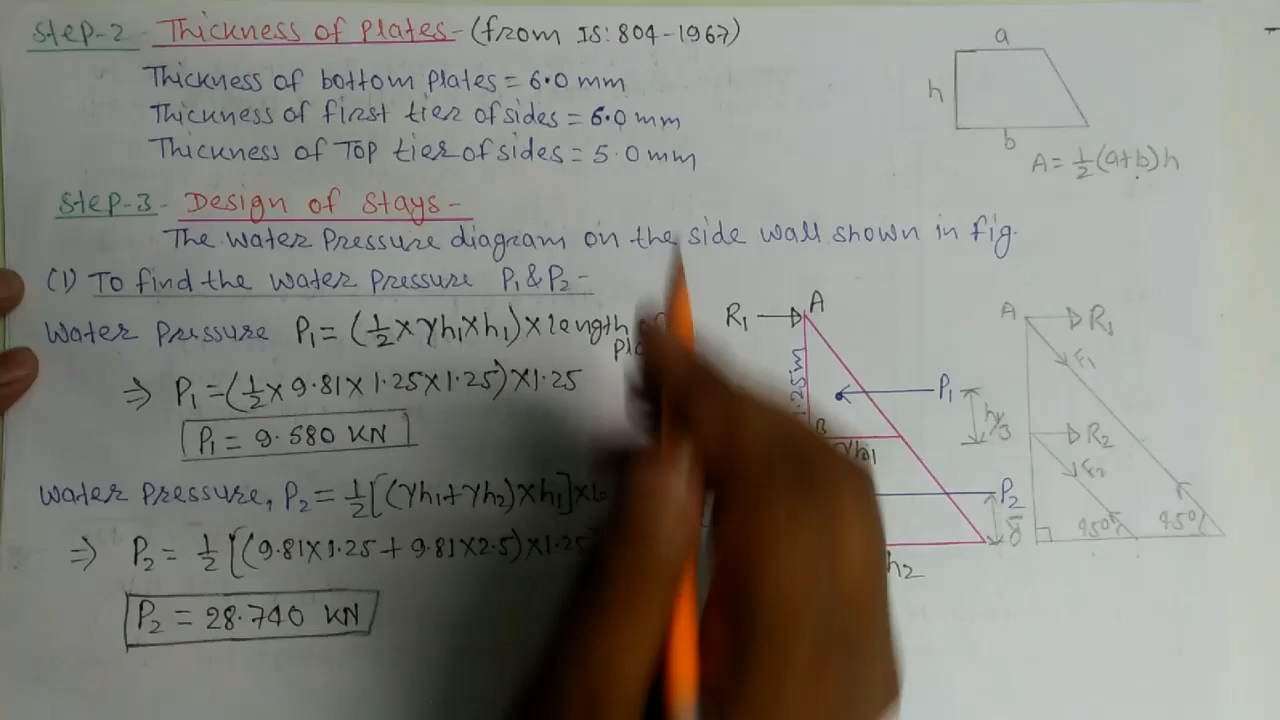 Step-2 Thickness of Plates - (from IS: 804-1967)
Thickness of bottom plates = 6.0 mm
Thickness of first tier of sides = 6.0 mm
Thickness of Top tier of sides = 5.0 mm
a
h
b
A = 1/2 (a+b) h
Step-3 - Design of Stays -
The Water Pressure diagram on the side wall shown in fig.
(1) To find the Water Pressure P1 & P2 -
Water Pressure P1 = (1/2 × γh1 × h1) × length
⇒ P1 = (1/2 × 9.81 × 1.25 × 1.25) × 1.25
P1 = 9.580 KN
Water Pressure, P2 = 1/2 [(γh1 + γh2) × h1] ×
⇒ P2 = 1/2 [(9.81 × 1.25 + 9.81 × 2.5) × 1.25
P2 = 28.740 KN
R1 A
1.25m
P1
h/3
B
γh1
P2
ȳ
h2
A R1
F1
R2
F2
45° 45°